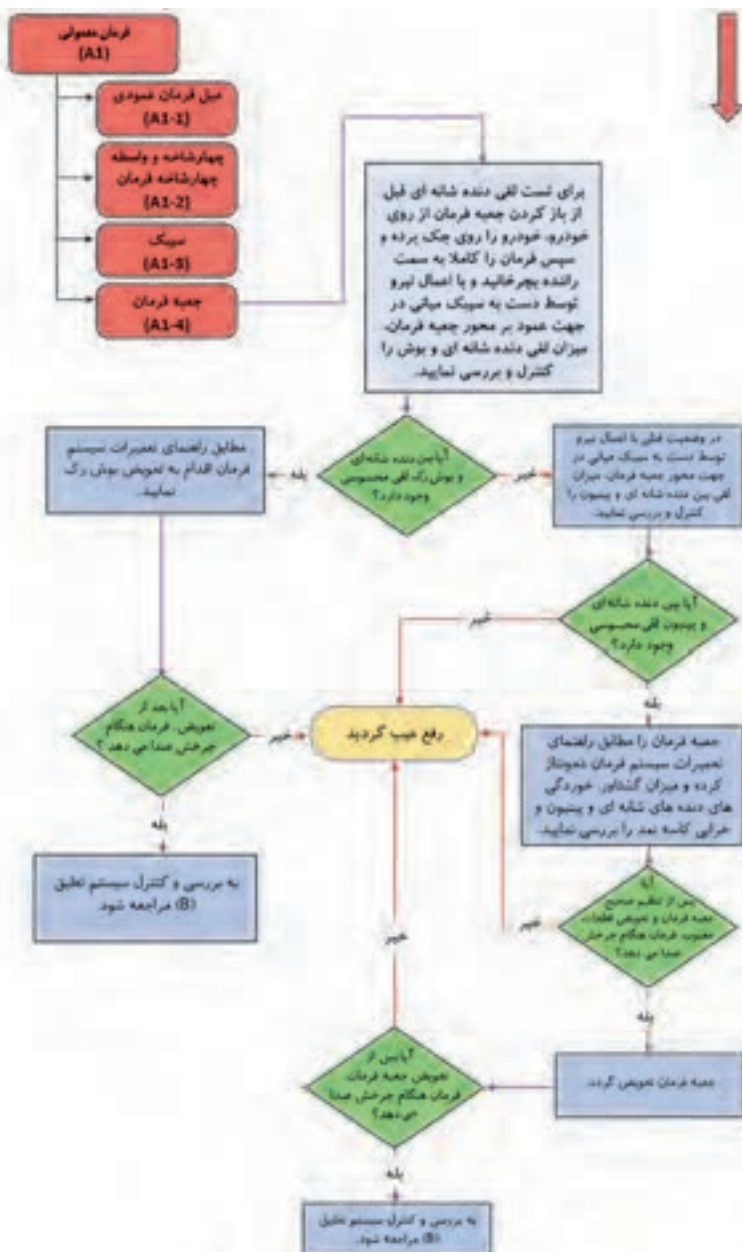 فرمان معمولی
(A1)
میل فرمان عمودی
(A1-1)
چهارشاخه و واسطه
چهارشاخه فرمان
(A1-2)
سیبک
(A1-3)
جعبه فرمان
(A1-4)
برای تست لقی دنده شانه ای قبل
از باز کردن جعبه فرمان از روی
خودرو، خودرو را روی جک برده و
سپس فرمان را کاملا به سمت
راننده بچرخانید و با اعمال نیرو
توسط دست به سیبک میانی در
جهت عمود بر محور جعبه فرمان،
میزان لقی دنده شانه ای و بوش را
کنترل و بررسی نمایید.
آیا بین دنده شانه ای
و بوش رک لقی محسوسی
وجود دارد؟
بله
خیر
مطابق راهنمای تعمیرات سیستم
فرمان اقدام به تعویض بوش رک
نمایید.
در وضعیت قبلی با اعمال نیرو
توسط دست به سیبک میانی در
جهت محور جعبه فرمان، میزان
لقی بین دنده شانه ای و پینیون را
کنترل و بررسی نمایید.
آیا بین دنده شانه ای
و پینیون لقی محسوسی
وجود دارد؟
خیر
بله
آیا بعد از
تعویض، فرمان هنگام
چرخش صدا می دهد ؟
خیر
بله
رفع عیب گردید
جعبه فرمان را مطابق راهنمای
تعمیرات سیستم فرمان دمونتاژ
کرده و میزان گشتاور، خوردگی
های دنده های شانه ای و پینیون و
خرابی کاسه نمد را بررسی نمایید.
به بررسی و کنترل سیستم تعلیق
(B) مراجعه شود.
آیا
پس از تنظیم صحیح
جعبه فرمان و تعویض قطعات
معیوب، فرمان هنگام چرخش
صدا می دهد؟
خیر
بله
جعبه فرمان تعویض گردد.
آیا پس از
تعویض جعبه فرمان،
فرمان هنگام چرخش صدا
می دهد؟
خیر
بله
به بررسی و کنترل سیستم تعلیق
(B) مراجعه شود.